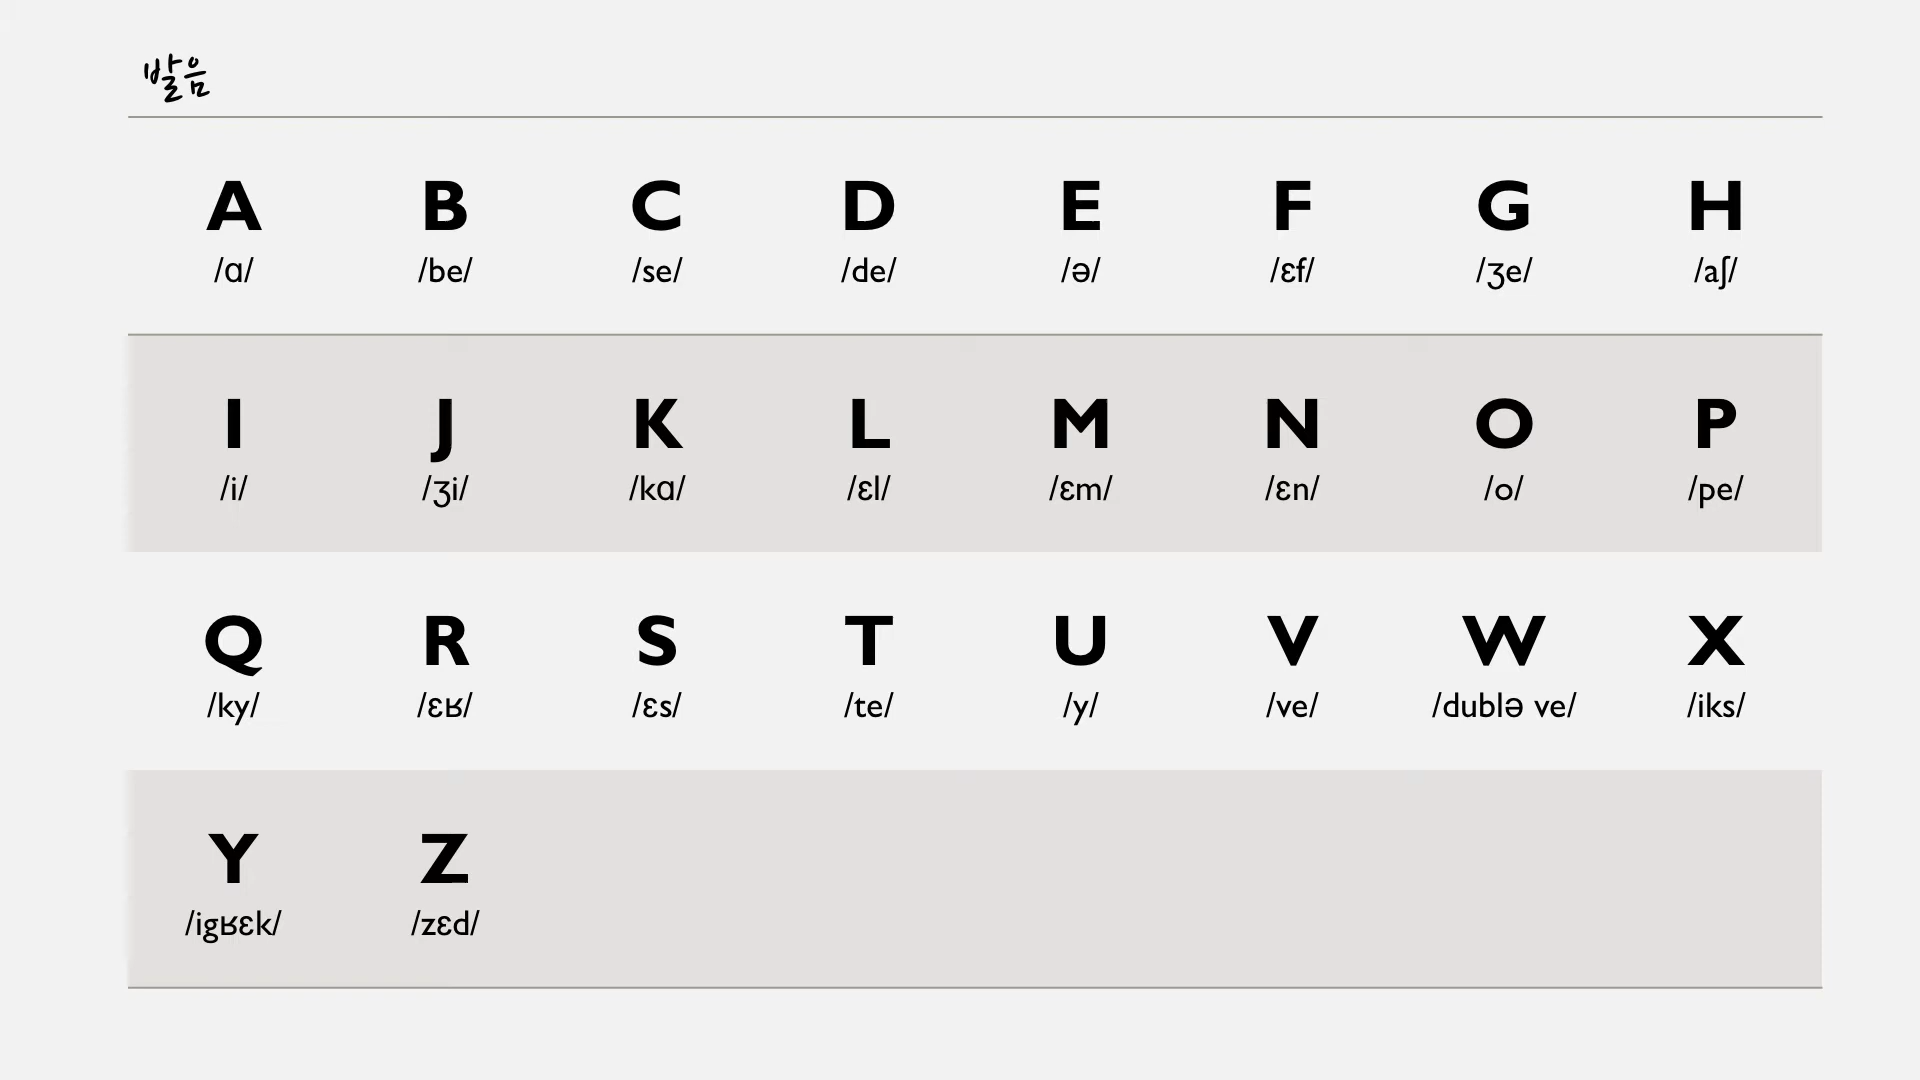 발음
A B C D E F G H
/ɑ/ /be/ /se/ /de/ /ə/ /ɛf/ /ʒe/ /aʃ/
I J K L M N O P
/i/ /ʒi/ /kɑ/ /ɛl/ /ɛm/ /ɛn/ /o/ /pe/
Q R S T U V W X
/ky/ /ɛʁ/ /ɛs/ /te/ /y/ /ve/ /dublə ve/ /iks/
Y Z
/igʁɛk/ /zɛd/